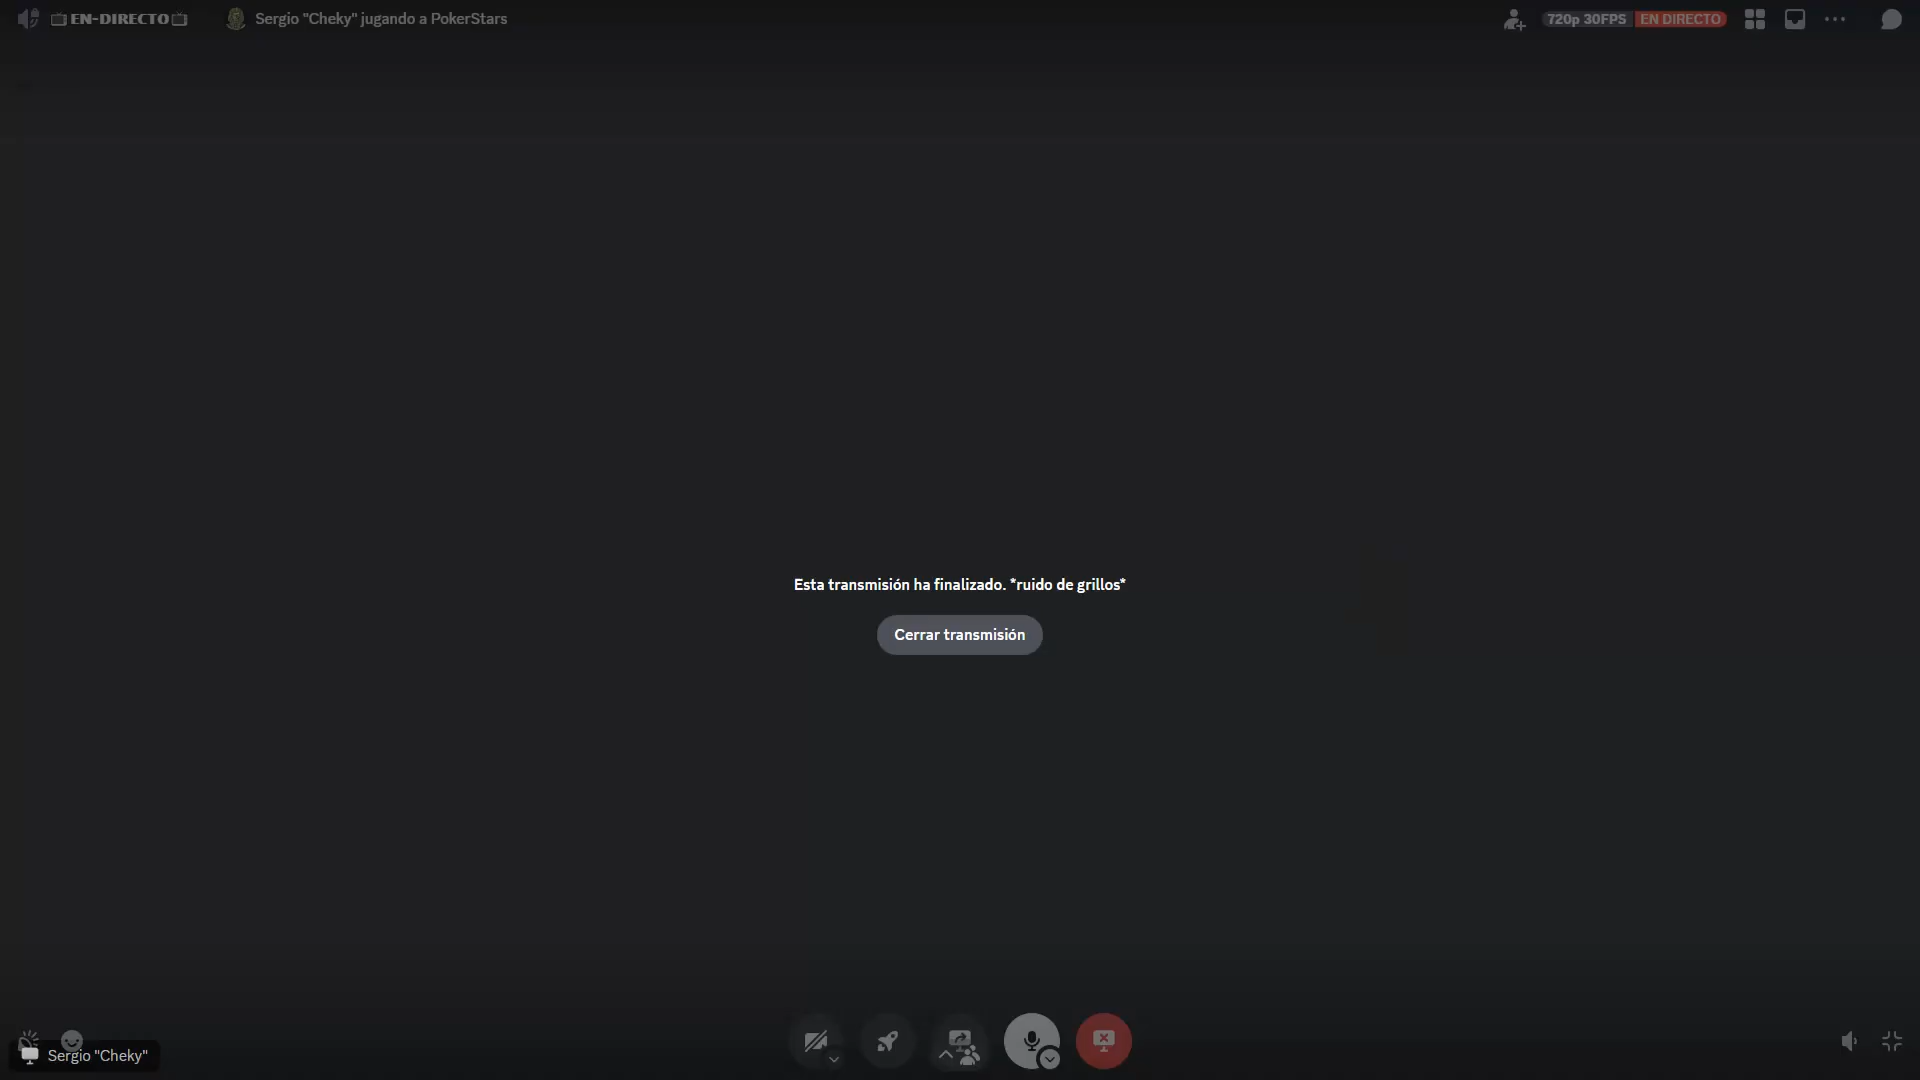 EN-DIRECTO
Sergio "Cheky" jugando a PokerStars
720p 30FPS EN DIRECTO
Esta transmisión ha finalizado. *ruido de grillos*
Cerrar transmisión
Sergio "Cheky"